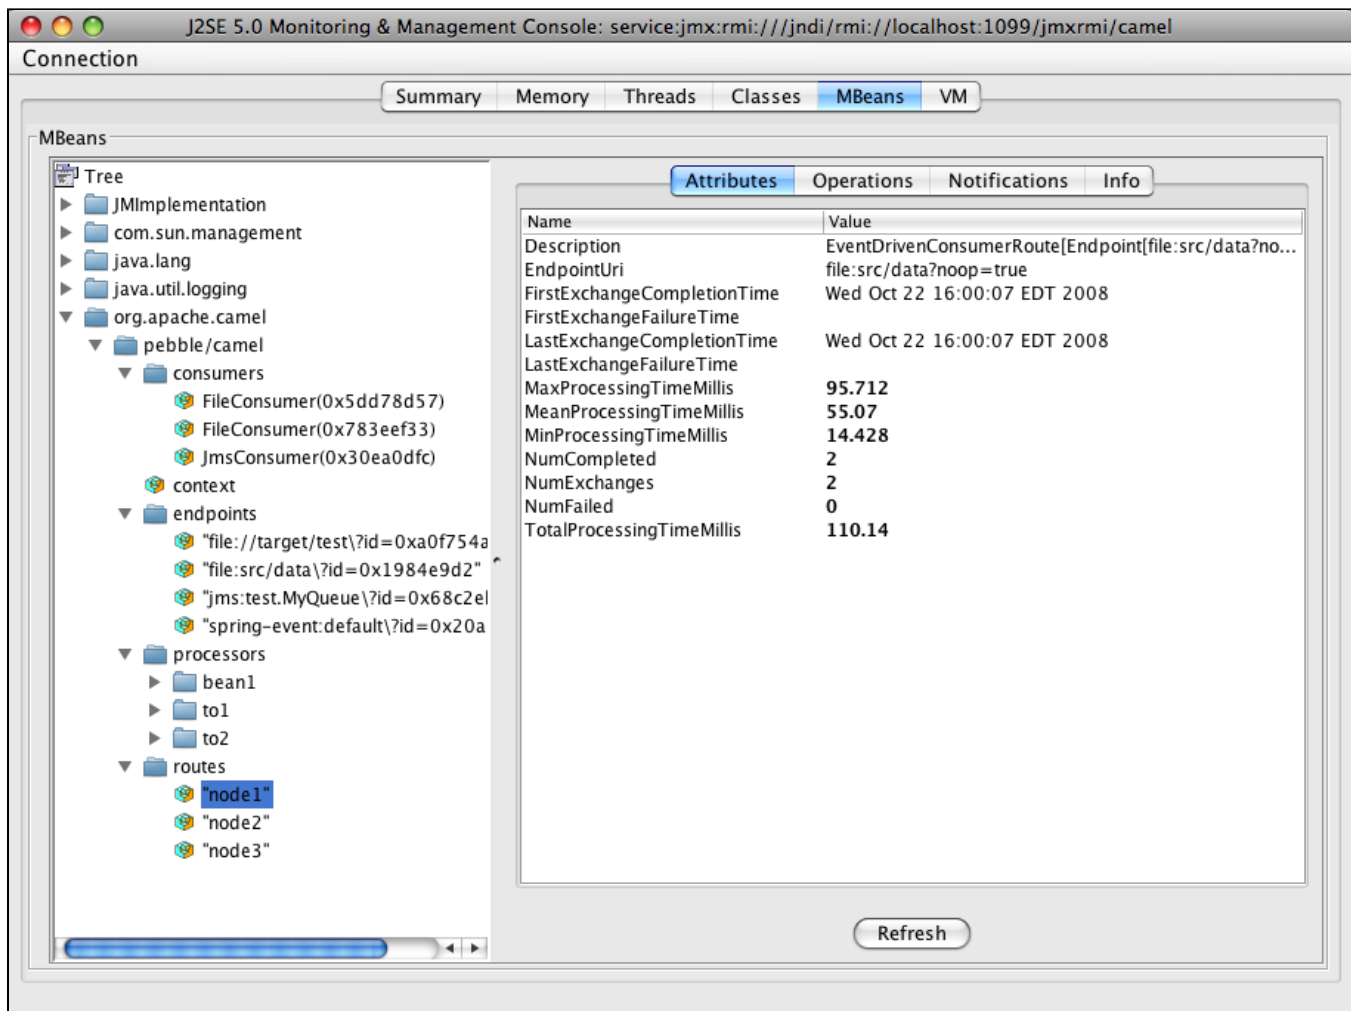 J2SE 5.0 Monitoring & Management Console: service:jmx:rmi:///jndi/rmi://localhost:1099/jmxrmi/camel
Connection
Summary Memory Threads Classes MBeans VM
MBeans
Tree
JMImplementation
com.sun.management
java.lang
java.util.logging
org.apache.camel
pebble/camel
consumers
FileConsumer(0x5dd78d57)
FileConsumer(0x783eef33)
JmsConsumer(0x30ea0dfc)
context
endpoints
"file://target/test\?id=0xa0f754a
"file:src/data\?id=0x1984e9d2"
"jms:test.MyQueue\?id=0x68c2el
"spring-event:default\?id=0x20a
processors
bean1
to1
to2
routes
"node1"
"node2"
"node3"
Attributes Operations Notifications Info
Name Value
Description EventDrivenConsumerRoute[Endpoint[file:src/data?no...
EndpointUri file:src/data?noop=true
FirstExchangeCompletionTime Wed Oct 22 16:00:07 EDT 2008
FirstExchangeFailureTime
LastExchangeCompletionTime Wed Oct 22 16:00:07 EDT 2008
LastExchangeFailureTime
MaxProcessingTimeMillis 95.712
MeanProcessingTimeMillis 55.07
MinProcessingTimeMillis 14.428
NumCompleted 2
NumExchanges 2
NumFailed 0
TotalProcessingTimeMillis 110.14
Refresh